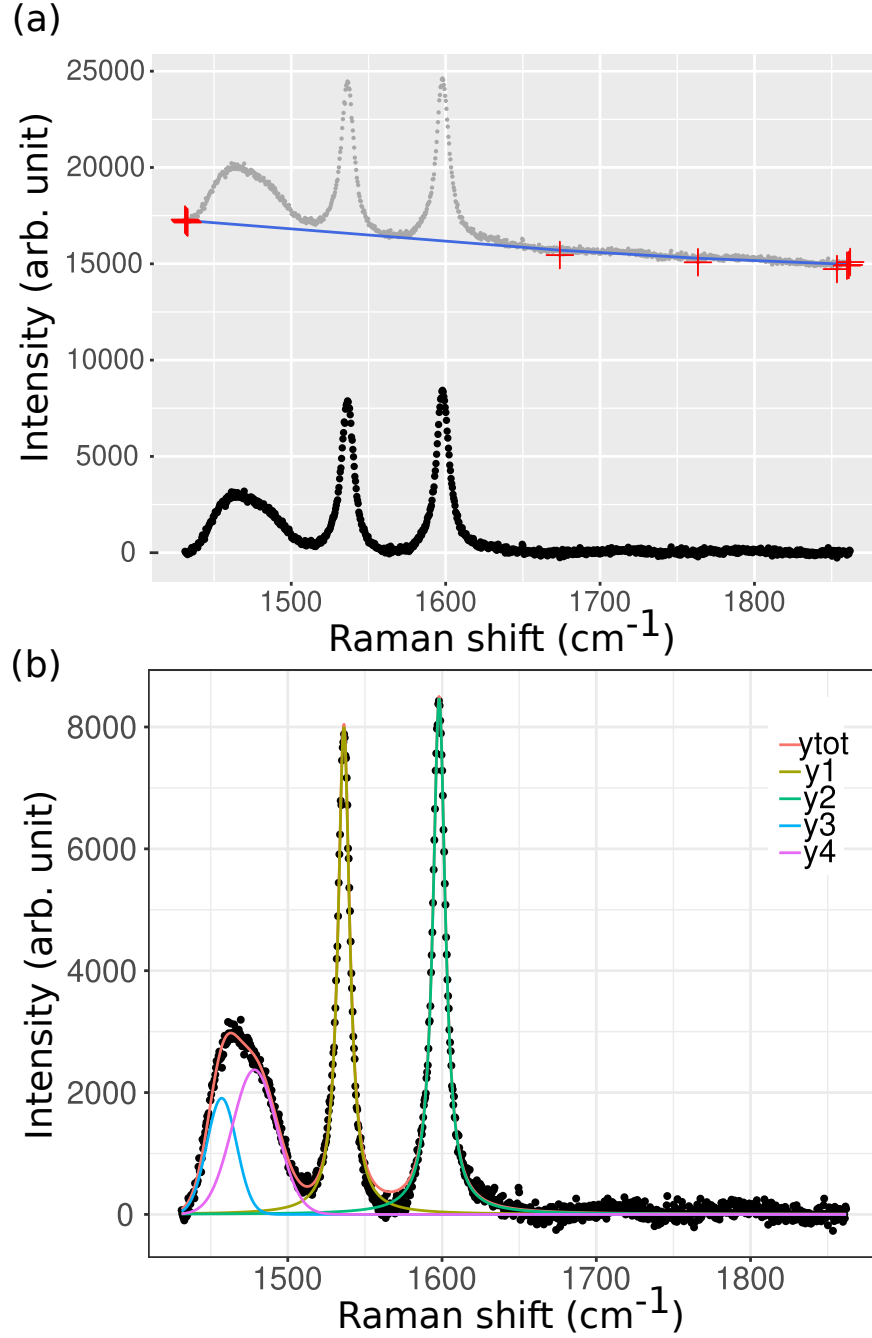 (a)
25000
20000
15000
10000
5000
0
Intensity (arb. unit)
1500 1600 1700 1800
Raman shift (cm-1)
(b)
8000
6000
4000
2000
0
Intensity (arb. unit)
ytot
y1
y2
y3
y4
1500 1600 1700 1800
Raman shift (cm-1)